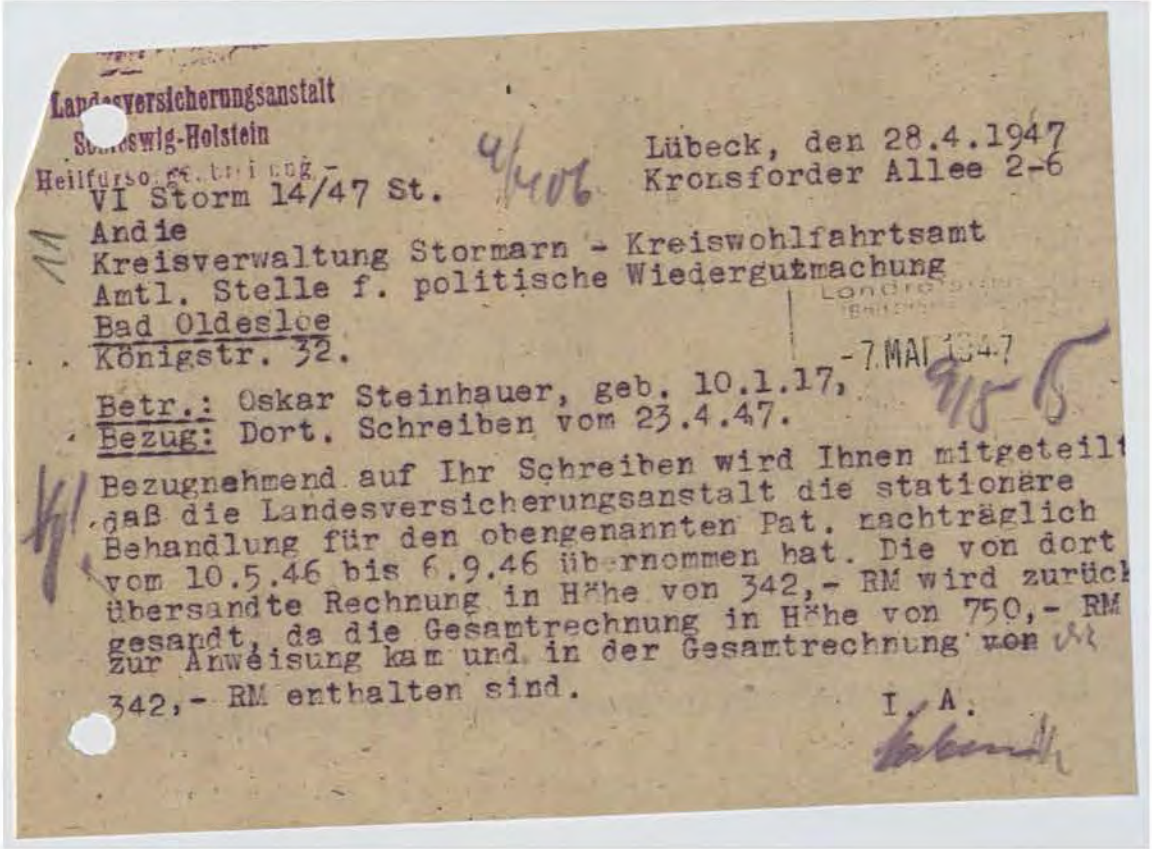 Landesversicherungsanstalt
Schleswig-Holstein
Heilfürsorge
VI Storm 14/47 St.
Lübeck, den 28.4.1947
Kronsforder Allee 2-6
11
Andie
Kreisverwaltung Stormarn - Kreiswohlfahrtsamt
Amtl. Stelle f. politische Wiedergutmachung
Bad Oldesloe
Königstr. 32.
-7. MAI 1947
Betr.: Oskar Steinhauer, geb. 10.1.17,
Bezug: Dort. Schreiben vom 23.4.47.
Bezugnehmend auf Ihr Schreiben wird Ihnen mitgeteilt
daß die Landesversicherungsanstalt die stationäre
Behandlung für den obengenannten Pat. nachträglich
vom 10.5.46 bis 6.9.46 übernommen hat. Die von dort
übersandte Rechnung in Höhe von 342,- RM wird zurück
gesandt, da die Gesamtrechnung in Höhe von 750,- RM
zur Anweisung kam und in der Gesamtrechnung von
342,- RM enthalten sind.
I. A.